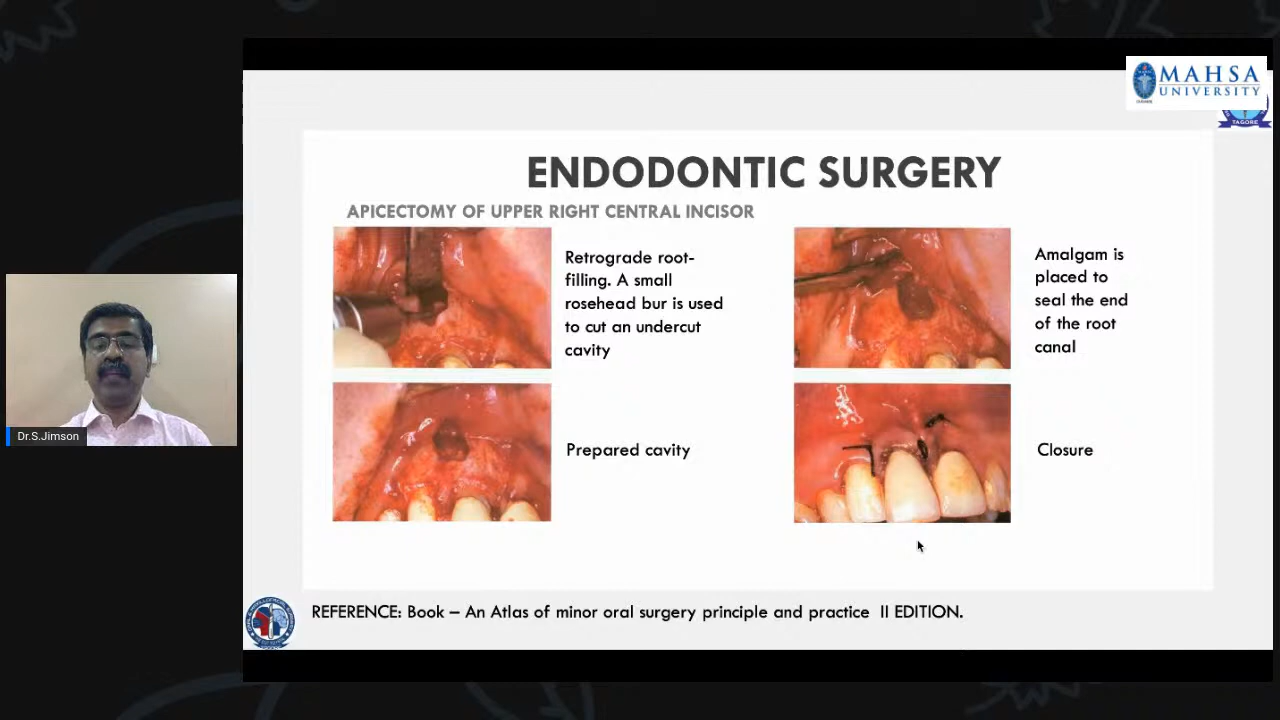 MAHSA
UNIVERSITY
TAGORE
ENDODONTIC SURGERY
APICECTOMY OF UPPER RIGHT CENTRAL INCISOR
Retrograde root-
filling. A small
rosehead bur is used
to cut an undercut
cavity
Amalgam is
placed to
seal the end
of the root
canal
Prepared cavity
Closure
Dr.S.Jimson
REFERENCE: Book – An Atlas of minor oral surgery principle and practice II EDITION.